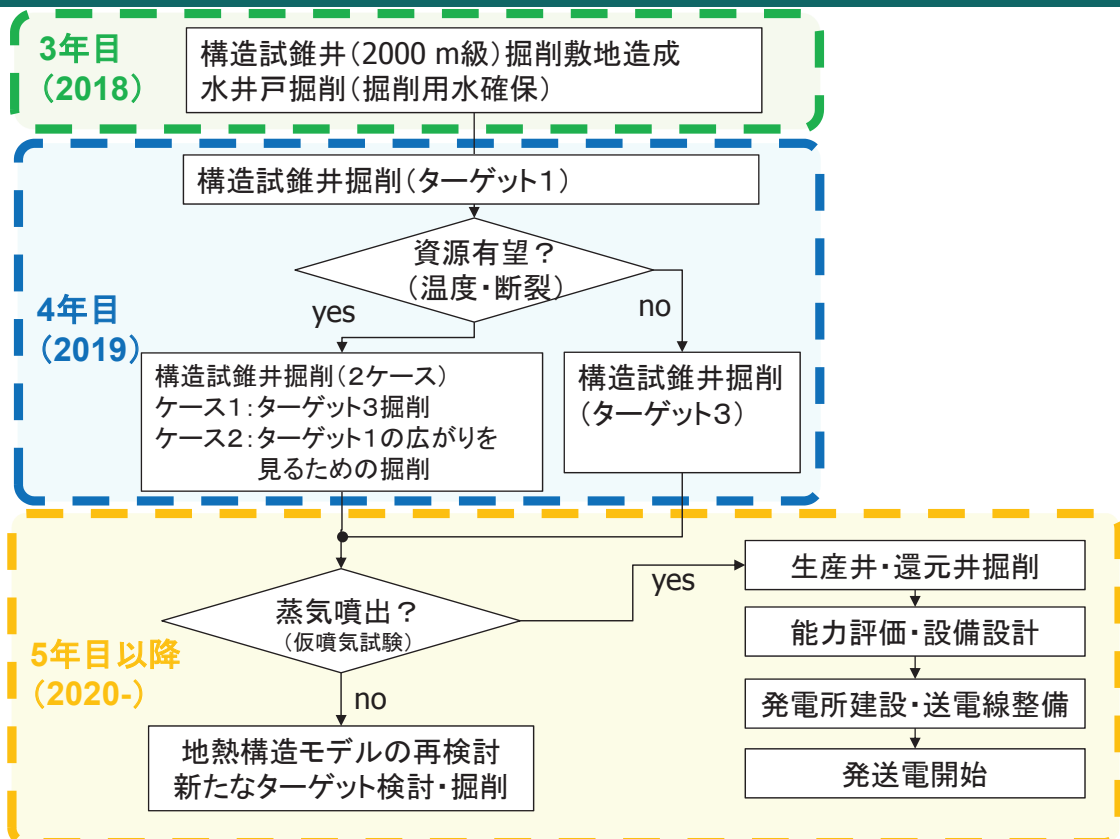 3年目
（2018）
構造試錐井（2000 m級）掘削敷地造成
水井戸掘削（掘削用水確保）
4年目
（2019）
構造試錐井掘削（ターゲット１）
資源有望？
（温度・断裂）
yes
no
構造試錐井掘削（２ケース）
ケース１：ターゲット３掘削
ケース２：ターゲット１の広がりを
見るための掘削
構造試錐井掘削
（ターゲット３）
5年目以降
（2020-）
蒸気噴出？
（仮噴気試験）
yes
no
地熱構造モデルの再検討
新たなターゲット検討・掘削
生産井・還元井掘削
能力評価・設備設計
発電所建設・送電線整備
発送電開始